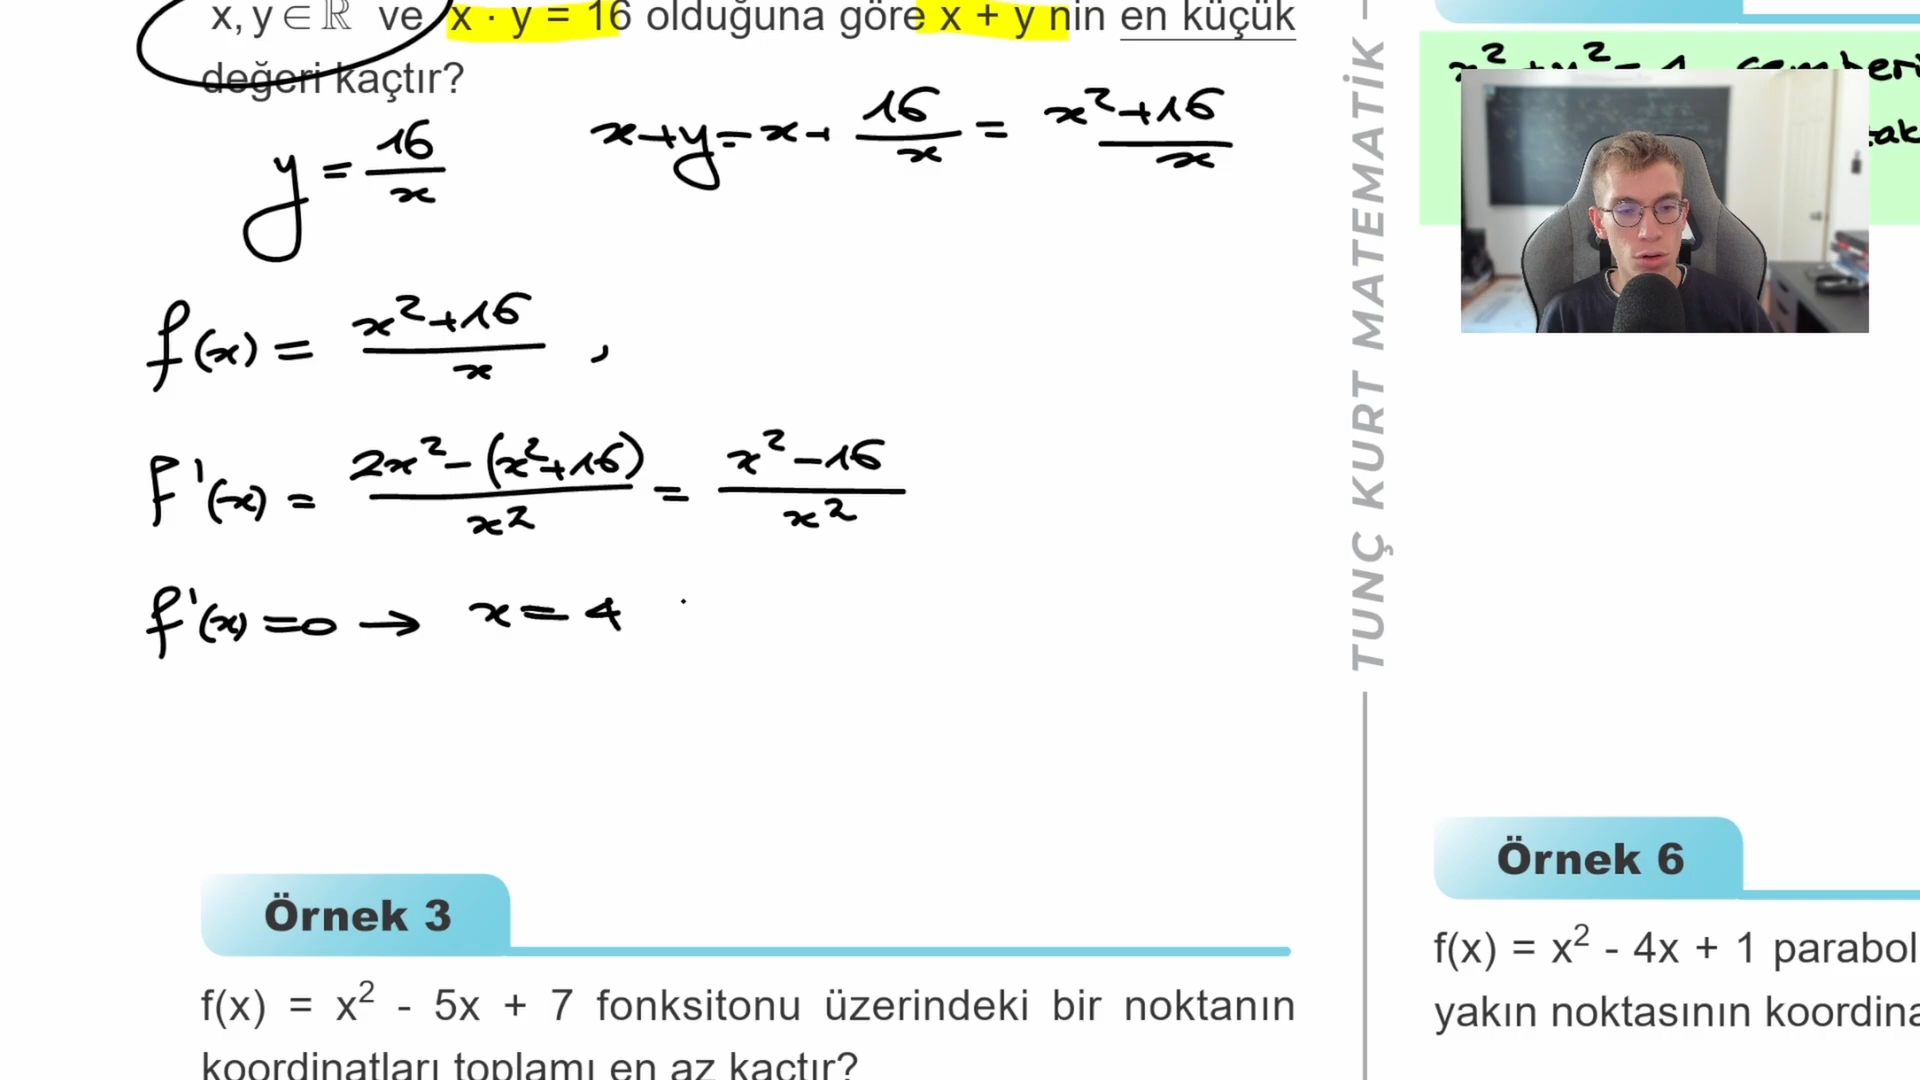 x, y ∈ ℝ ve x · y = 16 olduğuna göre x + y nin en küçük
değeri kaçtır?
y = 16/x
x+y = x + 16/x = x²+16/x
f(x) = x²+16/x ,
f'(x) = 2x²-(x²+16)/x² = x²-16/x²
f'(x) = 0 → x = 4
Örnek 3
f(x) = x² - 5x + 7 fonksitonu üzerindeki bir noktanın
koordinatları toplamı en az kaçtır?
TUNÇ KURT MATEMATİK
Örnek 6
f(x) = x² - 4x + 1 parabol
yakın noktasının koordina